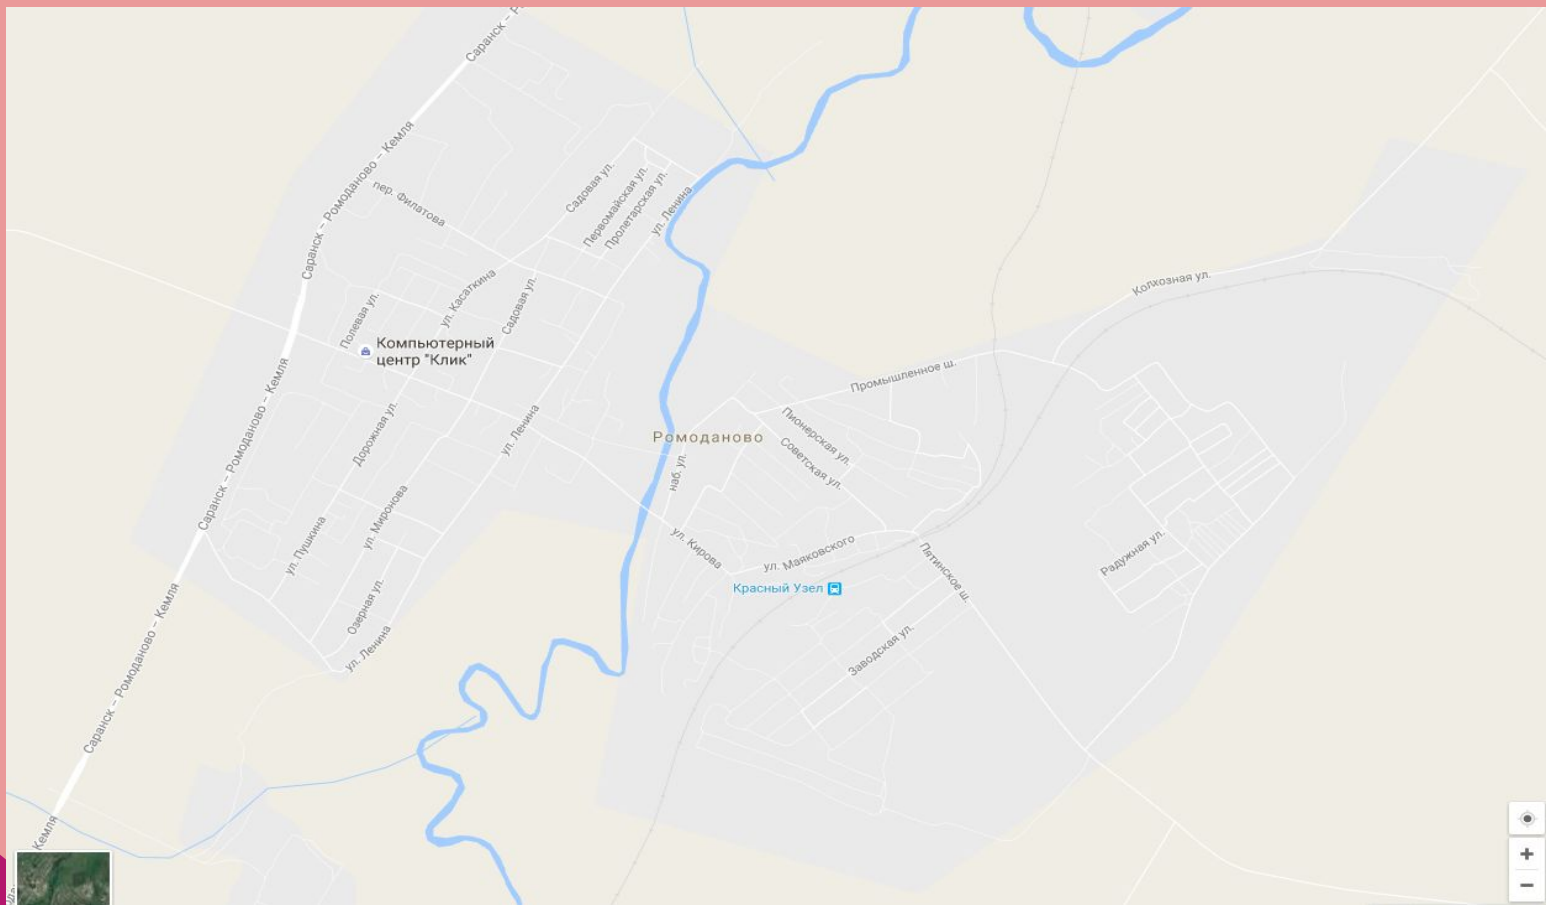 Саранск – Р
Саранск – Ромоданово – Кемля
пер. Филатова
Садовая ул.
Первомайская ул.
Пролетарская ул.
ул. Ленина
Колхозная ул.
ул. Касаткина
Садовая ул.
Полевая ул.
Компьютерный
центр "Клик"
Саранск – Ромоданово – Кемля
Промышленное ш.
Дорожная ул.
ул. Ленина
Ромоданово
Пионерская ул.
Советская ул.
наб. ул.
ул. Миронова
ул. Пушкина
ул. Кирова
ул. Маяковского
Пятинское ш.
Радужная ул.
Красный Узел
Озерная ул.
ул. Ленина
Заводская ул.
Саранск – Ромоданово – Кемля
Кемля